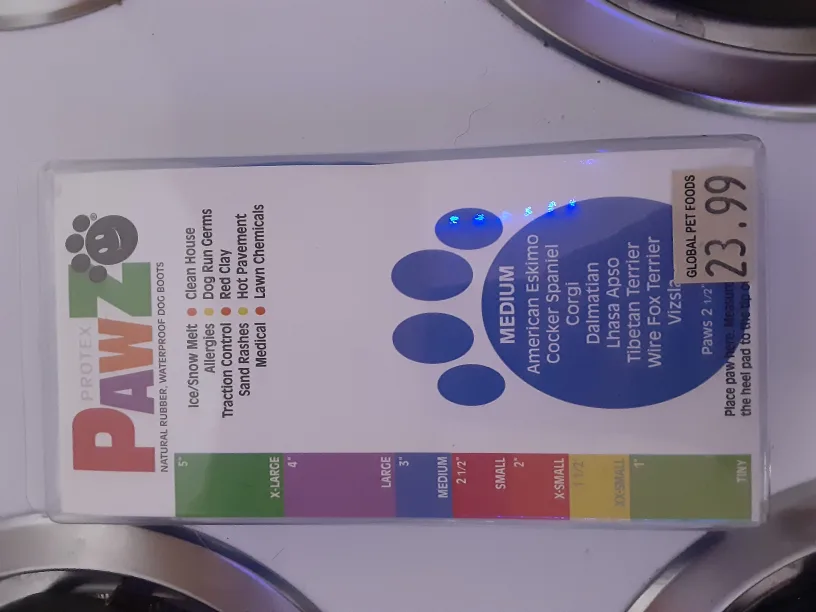 PROTEX
PAWZ®
NATURAL RUBBER, WATERPROOF DOG BOOTS
Ice/Snow Melt • Clean House
Allergies • Dog Run Germs
Traction Control • Red Clay
Sand Rashes • Hot Pavement
Medical • Lawn Chemicals
MEDIUM
American Eskimo
Cocker Spaniel
Corgi
Dalmatian
Lhasa Apso
Tibetan Terrier
Wire Fox Terrier
Paws 2 1/2"
Place paw here. Measure
the heel pad to the
GLOBAL PET FOODS
23.99
5"
X-LARGE
4"
LARGE
3"
MEDIUM
2 1/2"
SMALL
2"
X-SMALL
1 1/2"
XX-SMALL
1"
TINY